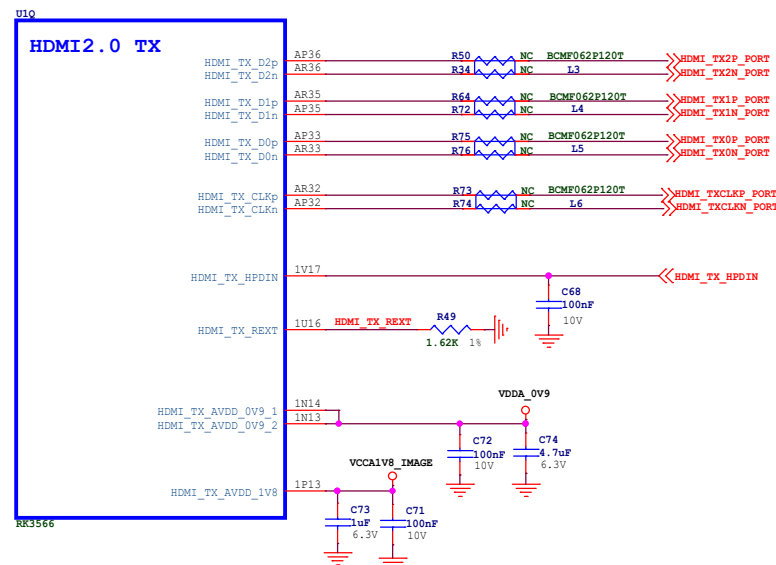 U1Q
HDMI2.0 TX
HDMI_TX_D2p AP36 R50 NC BCMF062P120T HDMI_TX2P_PORT
HDMI_TX_D2n AR36 R34 NC L3 HDMI_TX2N_PORT
HDMI_TX_D1p AR35 R64 NC BCMF062P120T HDMI_TX1P_PORT
HDMI_TX_D1n AP35 R72 NC L4 HDMI_TX1N_PORT
HDMI_TX_D0p AP33 R75 NC BCMF062P120T HDMI_TX0P_PORT
HDMI_TX_D0n AR33 R76 NC L5 HDMI_TX0N_PORT
HDMI_TX_CLKp AR32 R73 NC BCMF062P120T HDMI_TXCLKP_PORT
HDMI_TX_CLKn AP32 R74 NC L6 HDMI_TXCLKN_PORT
HDMI_TX_HPDIN 1V17 HDMI_TX_HPDIN
C68
100nF
10V
HDMI_TX_REXT 1U16 HDMI_TX_REXT R49
1.62K 1%
VDDA_0V9
HDMI_TX_AVDD_0V9_1 1N14
HDMI_TX_AVDD_0V9_2 1N13
C72
100nF
10V
C74
4.7uF
6.3V
VCCA1V8_IMAGE
HDMI_TX_AVDD_1V8 1P13
C73
1uF
6.3V
C71
100nF
10V
RK3566